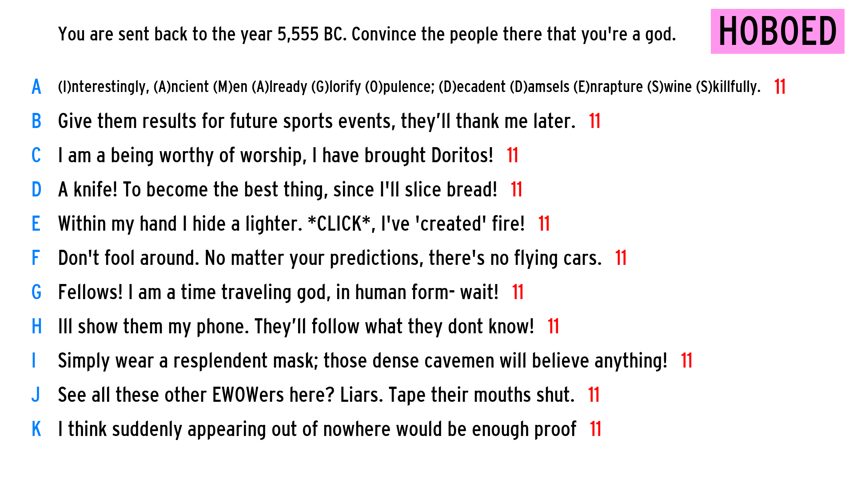 You are sent back to the year 5,555 BC. Convince the people there that you're a god.
HOBOED
A (I)nterestingly, (A)ncient (M)en (A)lready (G)lorify (O)pulence; (D)ecadent (D)amsels (E)nrapture (S)wine (S)killfully. 11
B Give them results for future sports events, they’ll thank me later. 11
C I am a being worthy of worship, I have brought Doritos! 11
D A knife! To become the best thing, since I'll slice bread! 11
E Within my hand I hide a lighter. *CLICK*, I've 'created' fire! 11
F Don't fool around. No matter your predictions, there's no flying cars. 11
G Fellows! I am a time traveling god, in human form- wait! 11
H Ill show them my phone. They’ll follow what they dont know! 11
I Simply wear a resplendent mask; those dense cavemen will believe anything! 11
J See all these other EWOWers here? Liars. Tape their mouths shut. 11
K I think suddenly appearing out of nowhere would be enough proof 11